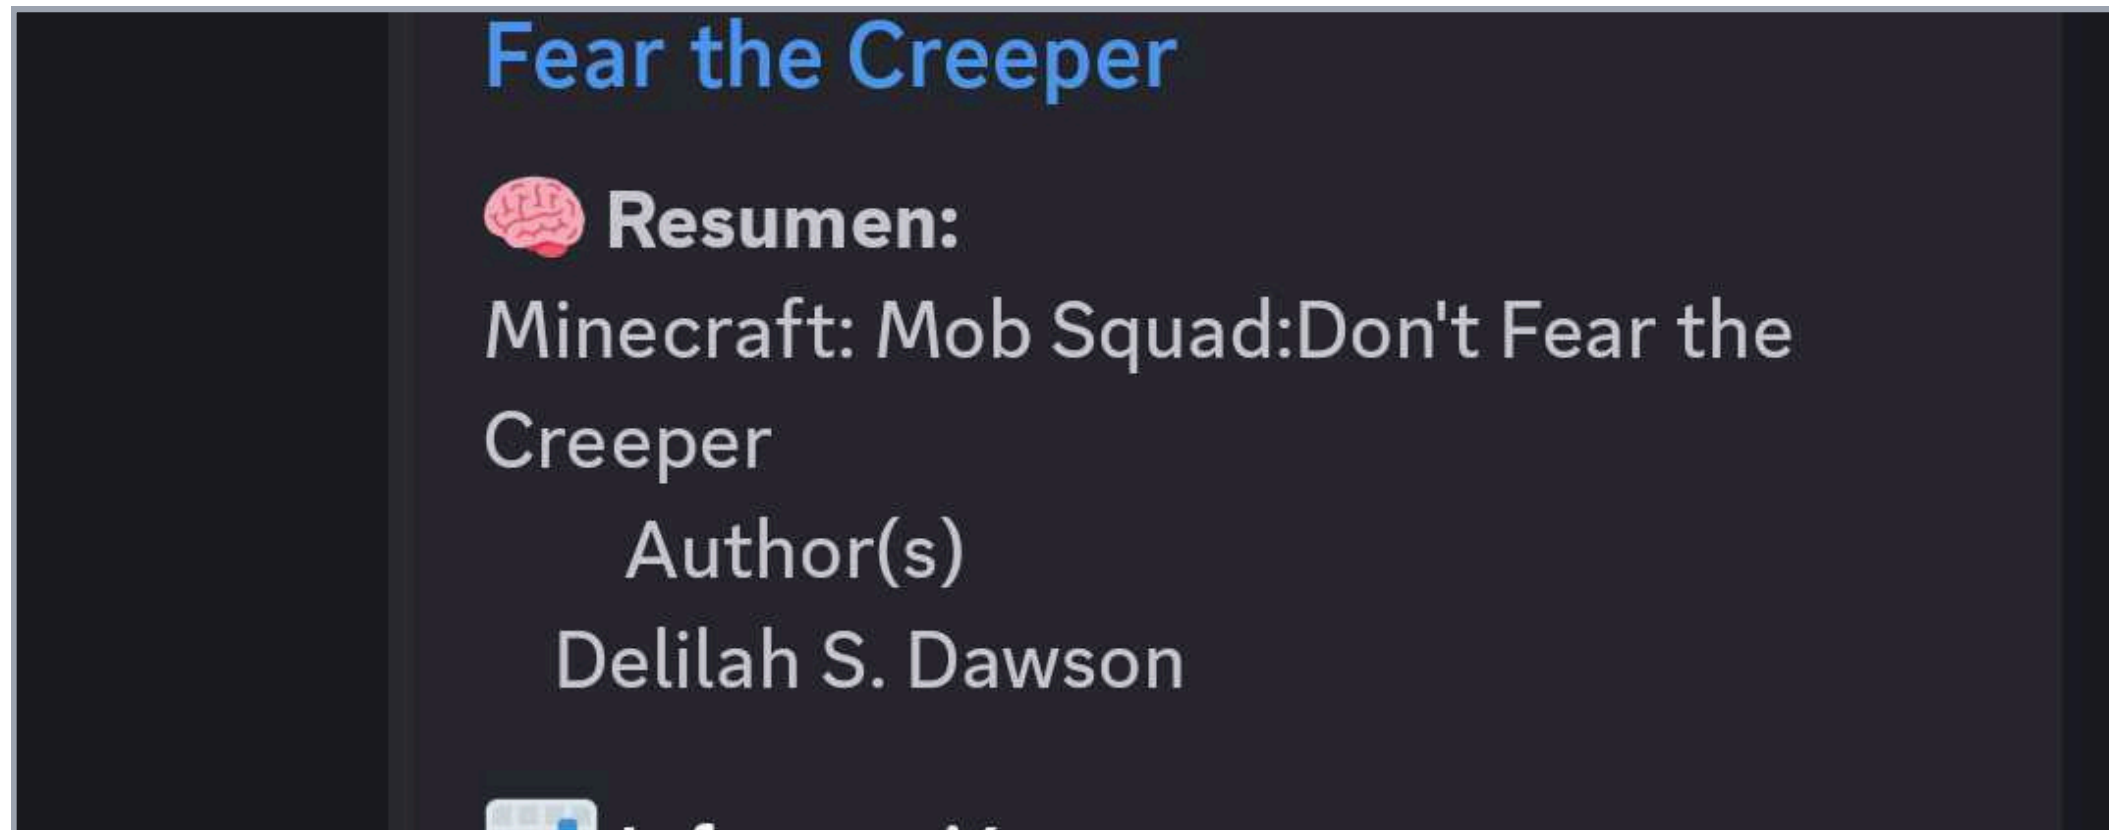 Fear the Creeper
Resumen:
Minecraft: Mob Squad:Don't Fear the
Creeper
Author(s)
Delilah S. Dawson